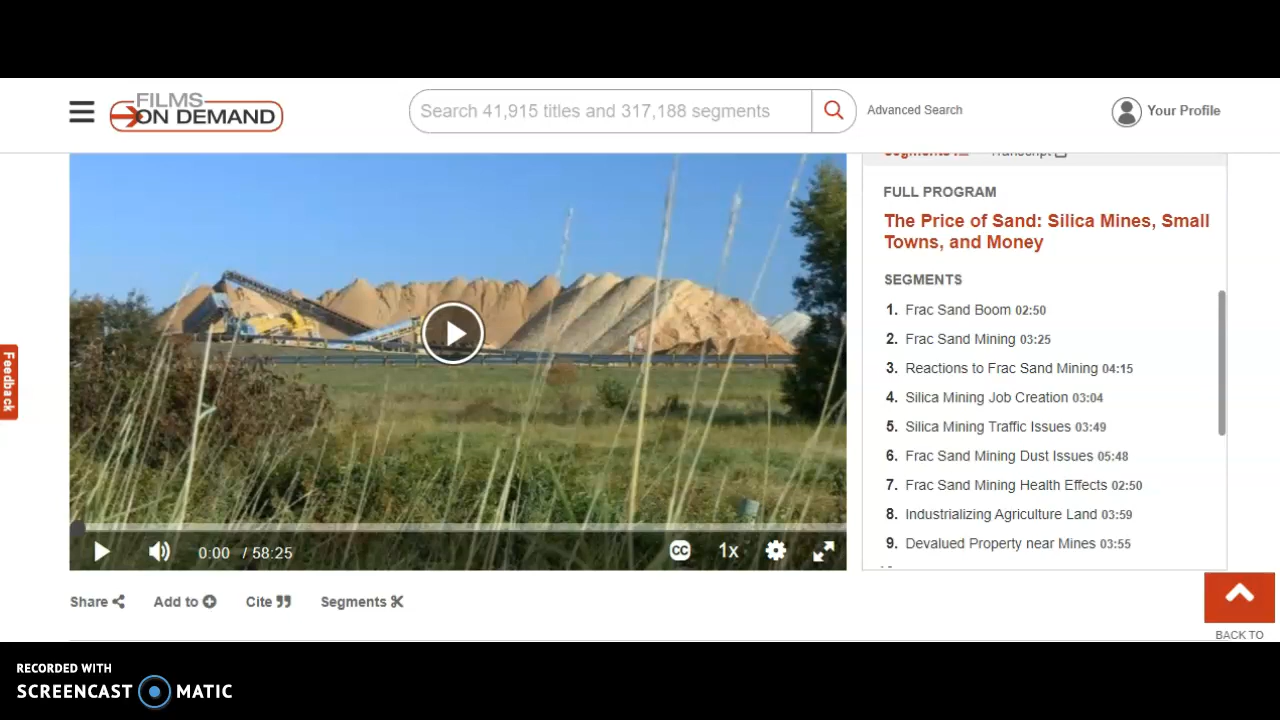 FILMS
ON DEMAND
Search 41,915 titles and 317,188 segments
Advanced Search
Your Profile
Segments
Transcript
FULL PROGRAM
The Price of Sand: Silica Mines, Small
Towns, and Money
SEGMENTS
1. Frac Sand Boom 02:50
2. Frac Sand Mining 03:25
3. Reactions to Frac Sand Mining 04:15
4. Silica Mining Job Creation 03:04
5. Silica Mining Traffic Issues 03:49
6. Frac Sand Mining Dust Issues 05:48
7. Frac Sand Mining Health Effects 02:50
8. Industrializing Agriculture Land 03:59
9. Devalued Property near Mines 03:55
Feedback
0:00 / 58:25
CC
1x
Share
Add to
Cite
Segments
BACK TO
RECORDED WITH
SCREENCAST MATIC